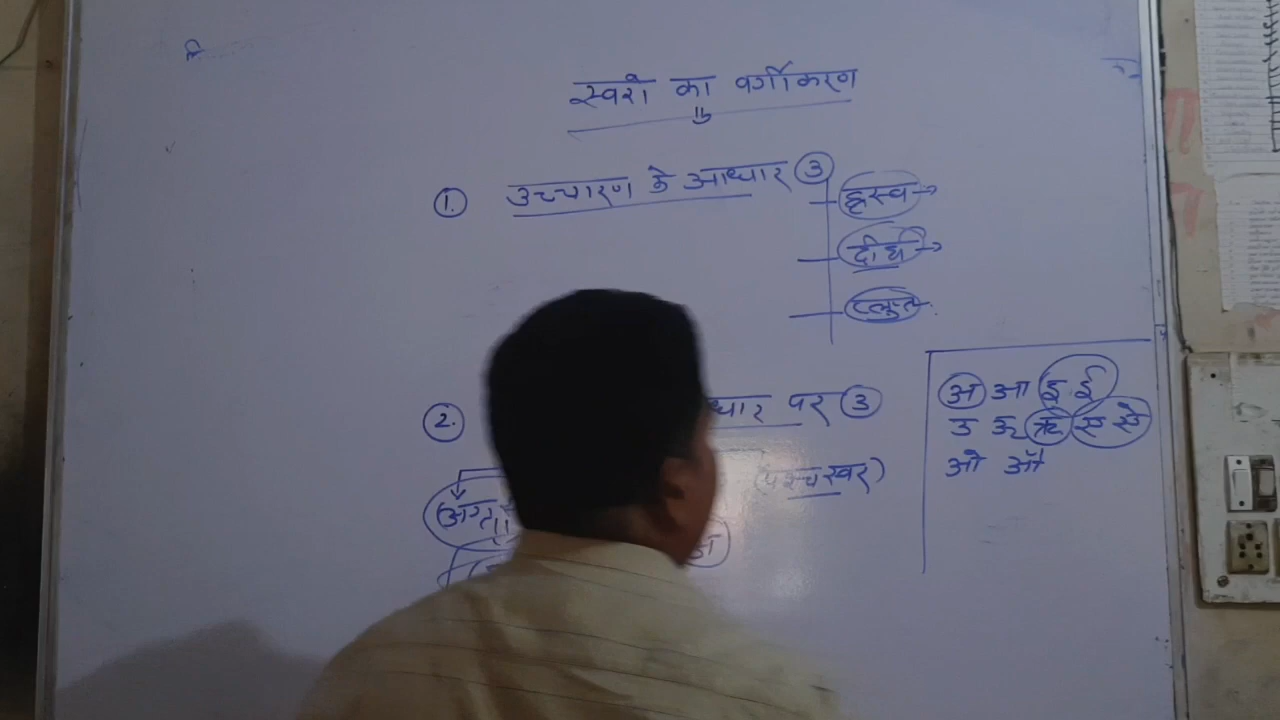 स्वरों का वर्गीकरण
1. उच्चारण के आधार 3
ह्रस्व →
दीर्घ →
प्लुत
2. धार पर 3
(अग्र
(पश्चस्वर)
अ
अ आ इ ई
उ ऊ ऋ ए ऐ
ओ औ